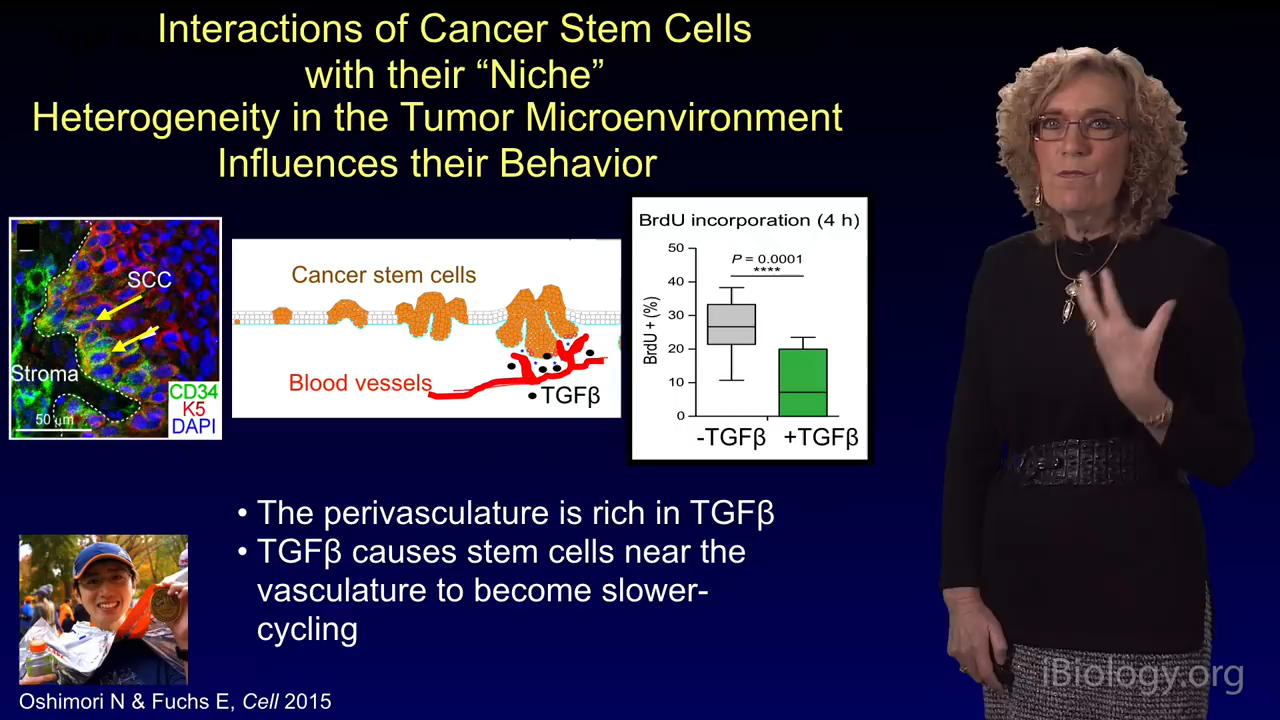 Interactions of Cancer Stem Cells
with their “Niche”
Heterogeneity in the Tumor Microenvironment
Influences their Behavior
SCC
Stroma
CD34
K5
DAPI
50 µm
Cancer stem cells
Blood vessels
TGFβ
BrdU incorporation (4 h)
P = 0.0001
****
BrdU+ (%)
50
40
30
20
10
0
-TGFβ +TGFβ
• The perivasculature is rich in TGFβ
• TGFβ causes stem cells near the
vasculature to become slower-
cycling
Oshimori N & Fuchs E, Cell 2015
iBiology.org